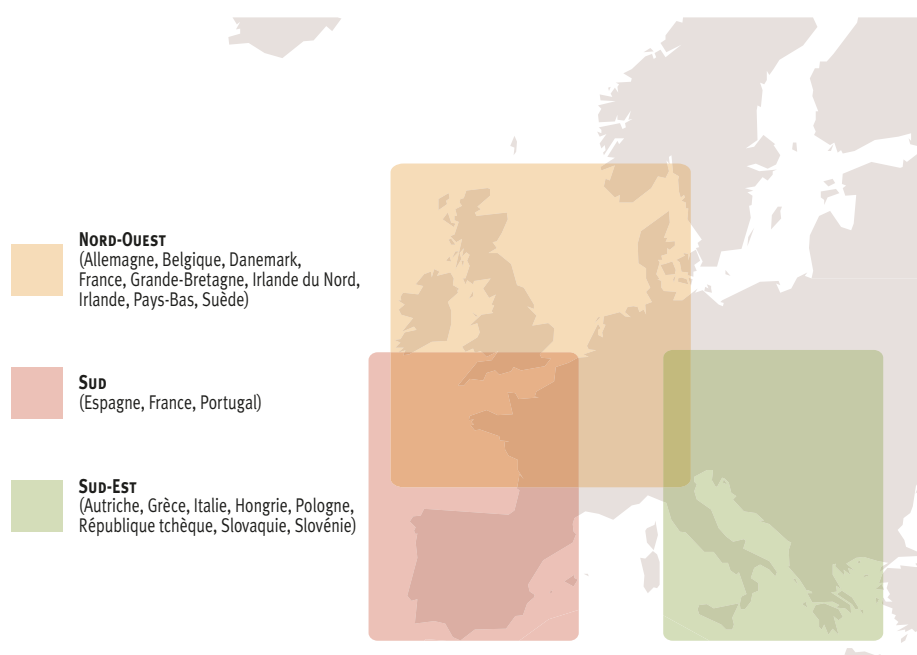 Nord-Ouest
(Allemagne, Belgique, Danemark,
France, Grande-Bretagne, Irlande du Nord,
Irlande, Pays-Bas, Suède)
Sud
(Espagne, France, Portugal)
Sud-Est
(Autriche, Grèce, Italie, Hongrie, Pologne,
République tchèque, Slovaquie, Slovénie)